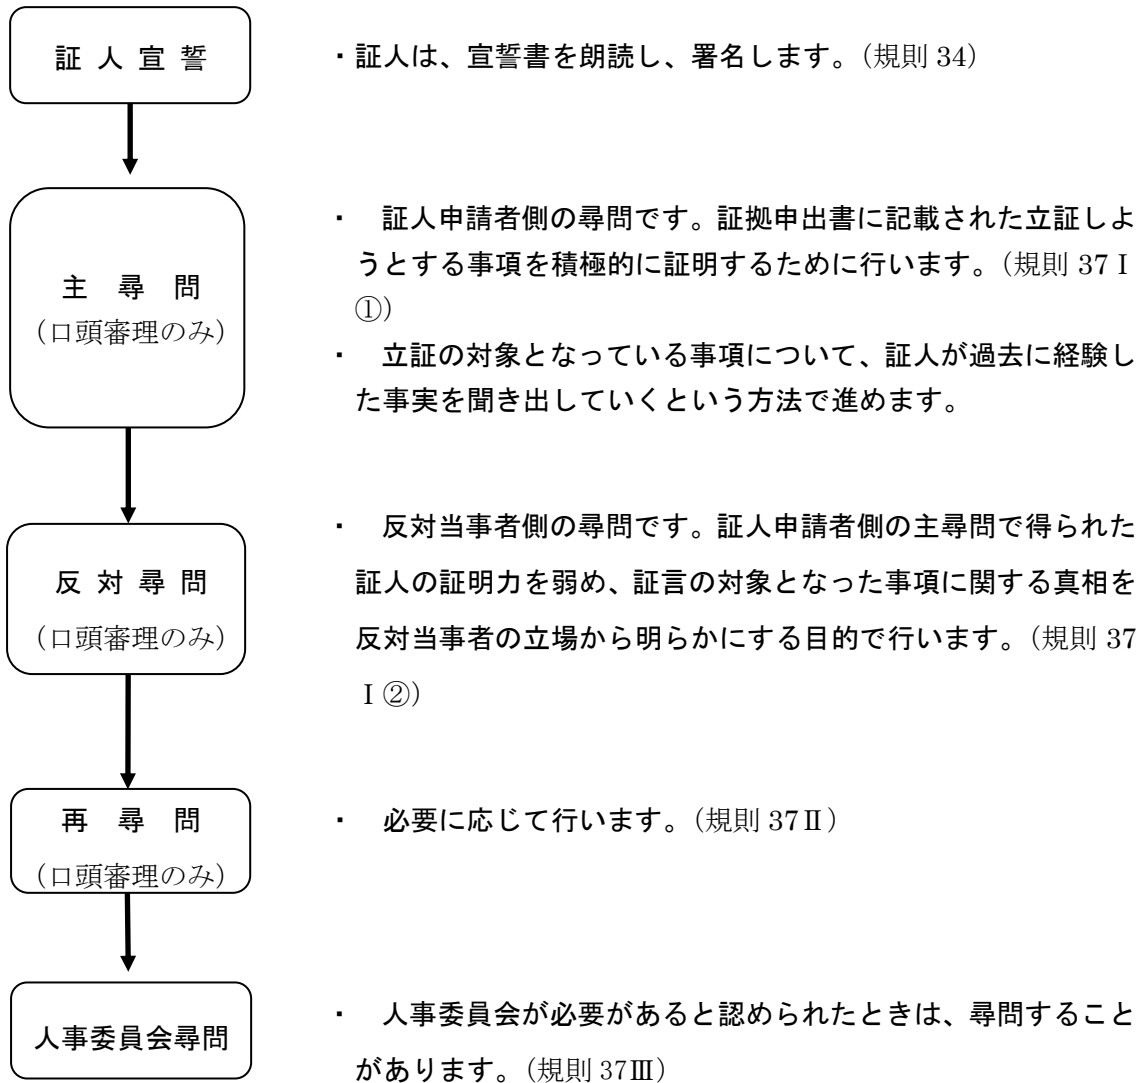 証 人 宣 誓
・証人は、宣誓書を朗読し、署名します。(規則 34)
主 尋 問
(口頭審理のみ)
・ 証人申請者側の尋問です。証拠申出書に記載された立証しよ
うとする事項を積極的に証明するために行います。(規則 37Ⅰ
①)
・ 立証の対象となっている事項について、証人が過去に経験し
た事実を聞き出していくという方法で進めます。
反 対 尋 問
(口頭審理のみ)
・ 反対当事者側の尋問です。証人申請者側の主尋問で得られた
証人の証明力を弱め、証言の対象となった事項に関する真相を
反対当事者の立場から明らかにする目的で行います。(規則 37
Ⅰ②)
再 尋 問
(口頭審理のみ)
・ 必要に応じて行います。(規則 37Ⅱ)
人事委員会尋問
・ 人事委員会が必要があると認められたときは、尋問すること
があります。(規則 37Ⅲ)